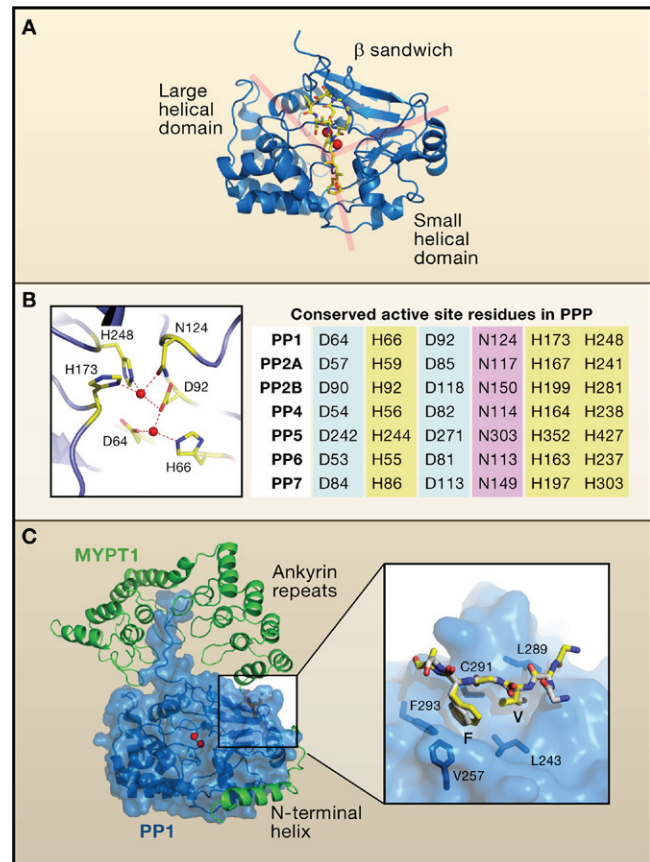 A
β sandwich
Large
helical
domain
Small
helical
domain
B
H248
N124
H173
D92
D64
H66
Conserved active site residues in PPP
PP1 D64 H66 D92 N124 H173 H248
PP2A D57 H59 D85 N117 H167 H241
PP2B D90 H92 D118 N150 H199 H281
PP4 D54 H56 D82 N114 H164 H238
PP5 D242 H244 D271 N303 H352 H427
PP6 D53 H55 D81 N113 H163 H237
PP7 D84 H86 D113 N149 H197 H303
C
MYPT1
Ankyrin
repeats
L289
C291
F293
F
V
L243
V257
N-terminal
helix
PP1